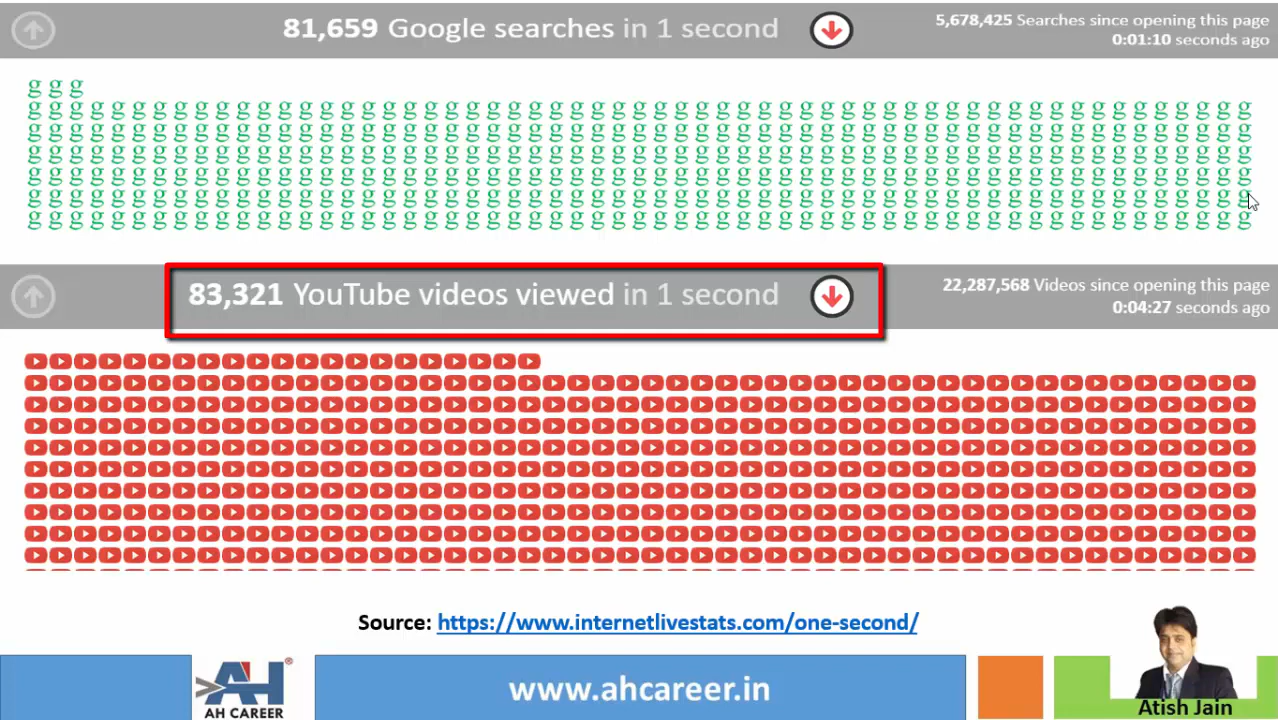 81,659 Google searches in 1 second
5,678,425 Searches since opening this page
0:01:10 seconds ago
g g g
g g g g g g g g g g g g g g g g g g g g g g g g g g g g g g g g g g g g g g g g g g g g g g g g g g g g g g g g g g g
g g g g g g g g g g g g g g g g g g g g g g g g g g g g g g g g g g g g g g g g g g g g g g g g g g g g g g g g g g g
g g g g g g g g g g g g g g g g g g g g g g g g g g g g g g g g g g g g g g g g g g g g g g g g g g g g g g g g g g g
g g g g g g g g g g g g g g g g g g g g g g g g g g g g g g g g g g g g g g g g g g g g g g g g g g g g g g g g g g g
g g g g g g g g g g g g g g g g g g g g g g g g g g g g g g g g g g g g g g g g g g g g g g g g g g g g g g g g g g g
g g g g g g g g g g g g g g g g g g g g g g g g g g g g g g g g g g g g g g g g g g g g g g g g g g g g g g g g g g g
83,321 YouTube videos viewed in 1 second
22,287,568 Videos since opening this page
0:04:27 seconds ago
Source: https://www.internetlivestats.com/one-second/
AH
®
AH CAREER
www.ahcareer.in
Atish Jain